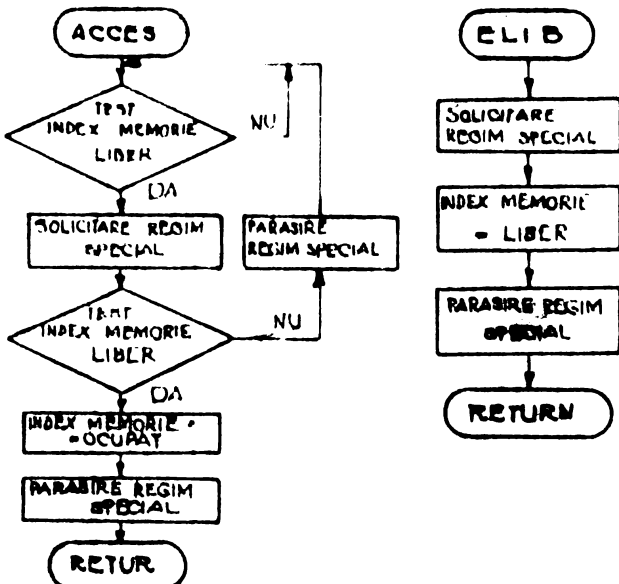 ACCES
TEST
INDEX MEMORIE
LIBER
NU
DA
SOLICITARE REGIM
SPECIAL
PARASIRE
REGIM SPECIAL
TEST
INDEX MEMORIE
LIBER
NU
DA
INDEX MEMORIE
=OCUPAT
PARASIRE REGIM
SPECIAL
RETUR
ELIB
SOLICITARE
REGIM SPECIAL
INDEX MEMORIE
= LIBER
PARASIRE REGIM
SPECIAL
RETURN